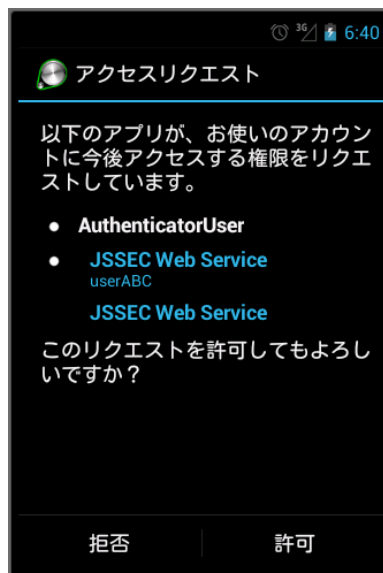 3G 6:40
アクセスリクエスト
以下のアプリが、お使いのアカウン
トに今後アクセスする権限をリクエ
ストしています。
● AuthenticatorUser
● JSSEC Web Service
userABC
JSSEC Web Service
このリクエストを許可してもよろし
いですか？
拒否 許可